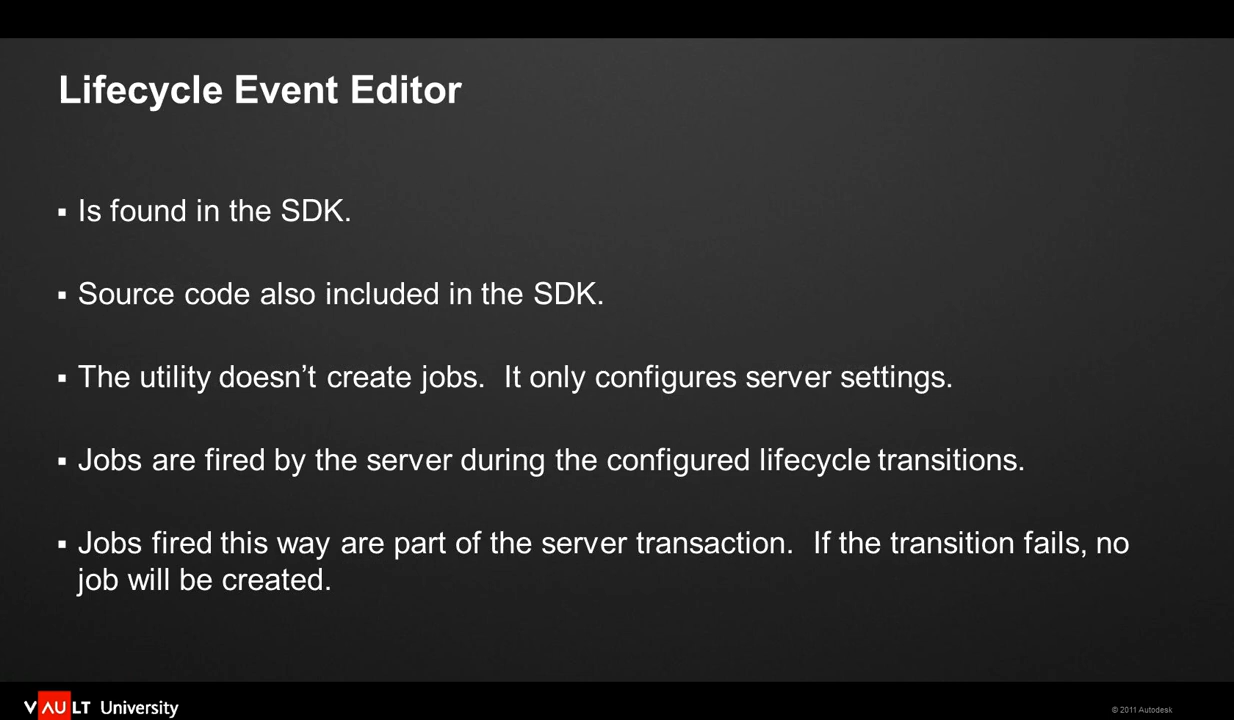 Lifecycle Event Editor
▪ Is found in the SDK.
▪ Source code also included in the SDK.
▪ The utility doesn’t create jobs.  It only configures server settings.
▪ Jobs are fired by the server during the configured lifecycle transitions.
▪ Jobs fired this way are part of the server transaction.  If the transition fails, no
job will be created.
VAULT University
© 2011 Autodesk